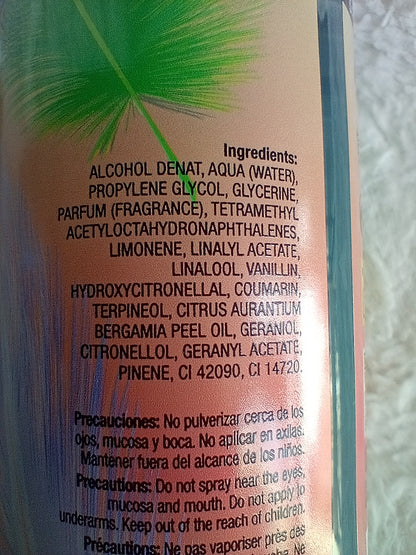 Ingredients:
ALCOHOL DENAT, AQUA (WATER),
PROPYLENE GLYCOL, GLYCERINE,
PARFUM (FRAGRANCE), TETRAMETHYL
ACETYLOCTAHYDRONAPHTHALENES,
LIMONENE, LINALYL ACETATE,
LINALOOL, VANILLIN,
HYDROXYCITRONELLAL, COUMARIN,
TERPINEOL, CITRUS AURANTIUM
BERGAMIA PEEL OIL, GERANIOL,
CITRONELLOL, GERANYL ACETATE,
PINENE, CI 42090, CI 14720.
Precauciones: No pulverizar cerca de los
ojos, mucosa y boca. No aplicar en axilas.
Mantener fuera del alcance de los niños.
Precautions: Do not spray near the eyes,
mucosa and mouth. Do not apply to
underarms. Keep out of the reach of children.
Précautions: Ne pas vaporiser près des
Ne